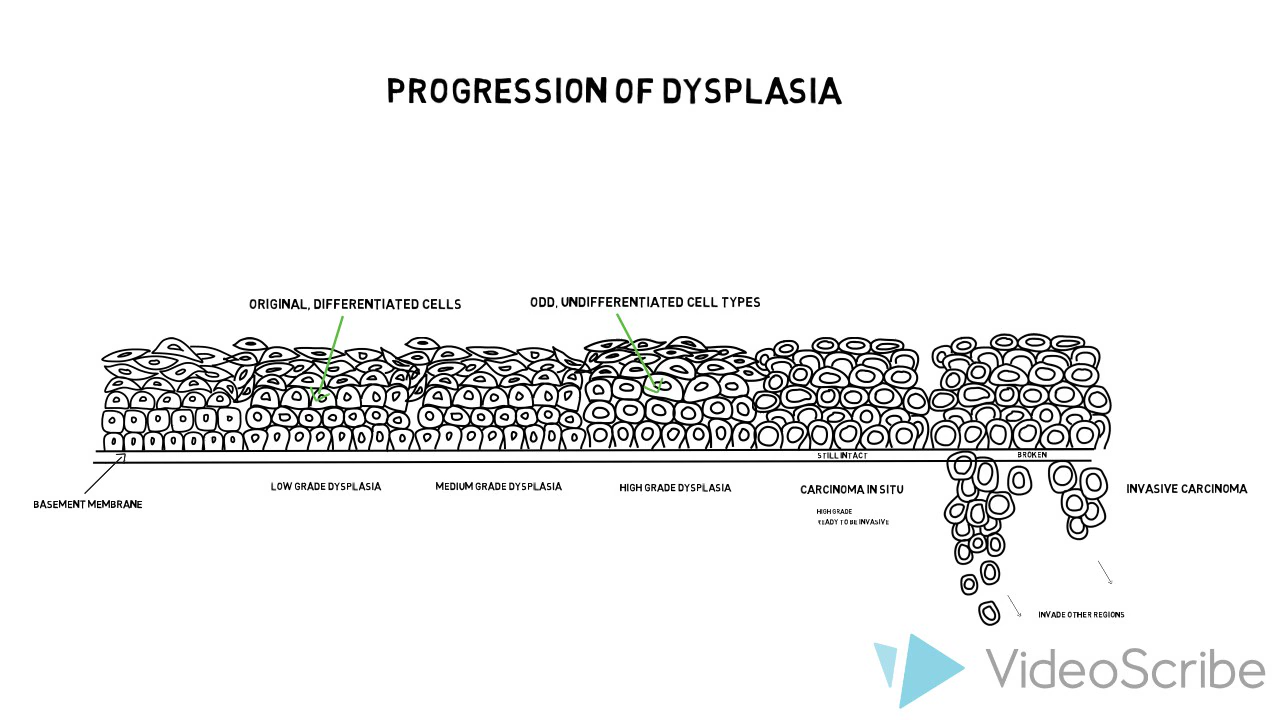 PROGRESSION OF DYSPLASIA
ORIGINAL, DIFFERENTIATED CELLS
ODD, UNDIFFERENTIATED CELL TYPES
STILL INTACT
BROKEN
BASEMENT MEMBRANE
LOW GRADE DYSPLASIA
MEDIUM GRADE DYSPLASIA
HIGH GRADE DYSPLASIA
CARCINOMA IN SITU
INVASIVE CARCINOMA
HIGH GRADE
READY TO BE INVASIVE
INVADE OTHER REGIONS
VideoScribe